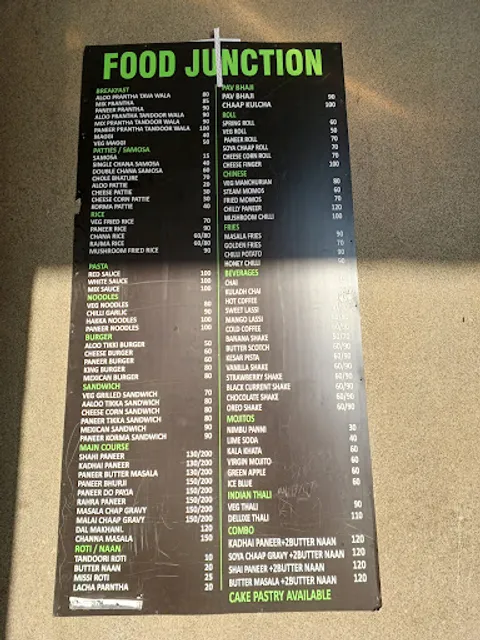 FOOD JUNCTION
BREAKFAST
ALOO PRANTHA TAVA WALA 80
MIX PRANTHA 85
PANEER PRANTHA 90
ALOO PRANTHA TANDOOR WALA 90
MIX PRANTHA TANDOOR WALA 90
PANEER PRANTHA TANDOOR WALA 100
MAGGI 40
VEG MAGGI 50
PATTIES / SAMOSA
SAMOSA 15
SINGLE CHANA SAMOSA 40
DOUBLE CHANA SAMOSA 60
CHOLE BHATURE 70
ALOO PATTIE 20
CHEESE PATTIE 30
CHEESE CORN PATTIE 30
KORMA PATTIE 40
RICE
VEG FRIED RICE 70
PANEER RICE 90
CHANA RICE 60/80
RAJMA RICE 60/80
MUSHROOM FRIED RICE 90
PASTA
RED SAUCE 100
WHITE SAUCE 100
MIX SAUCE 100
NOODLES
VEG NOODLES 80
CHILLI GARLIC 90
HAKKA NOODLES 100
PANEER NOODLES 100
BURGER
ALOO TIKKI BURGER 50
CHEESE BURGER 60
PANEER BURGER 60
KING BURGER 80
MEXICAN BURGER 80
SANDWICH
VEG GRILLED SANDWICH 70
AALOO TIKKA SANDWICH 80
CHEESE CORN SANDWICH 80
PANEER TIKKA SANDWICH 80
MEXICAN SANDWICH 90
PANEER KORMA SANDWICH 90
MAIN COURSE
SHAHI PANEER 130/200
KADHAI PANEER 130/200
PANEER BUTTER MASALA 130/200
PANEER BHURJI 150/200
PANEER DO PAYJA 150/200
KAHRA PANEER 150/200
MASALA CHAP GRAVY 150/200
MALAI CHAAP GRAVY 150/200
DAL MAKHANI 120
CHANNA MASALA 150
ROTI / NAAN
TANDOORI ROTI 10
BUTTER NAAN 20
MISSI ROTI 25
LACHA PARNTHA 20
PAV BHAJI
PAV BHAJI 90
CHAAP KULCHA 100
ROLL
SPRING ROLL 60
VEG ROLL 50
PANEER ROLL 70
SOYA CHAAP ROLL 70
CHEESE CORN ROLL 70
CHEESE FINGER 100
CHINESE
VEG MANCHURIAN 80
STEAM MOMOS 60
FRIED MOMOS 70
CHILLY PANEER 120
MUSHROOM CHILLI 100
FRIES
MASALA FRIES 90
GOLDEN FRIES 70
CHILLI POTATO 90
HONEY CHILLI 90
BEVERAGES
CHAI
KULADH CHAI
HOT COFFEE
SWEET LASSI
MANGO LASSI
COLD COFFEE
BANANA SHAKE
BUTTER SCOTCH 60/90
KESAR PISTA 60/90
VANILLA SHAKE 60/90
STRAWBERRY SHAKE 60/90
BLACK CURRENT SHAKE 60/90
CHOCOLATE SHAKE 60/90
OREO SHAKE 60/90
MOJITOS
NIMBU PANNI 30
LIME SODA 40
KALA KHATA 60
VIRGIN MOJITO 60
GREEN APPLE 60
ICE BLUE 60
INDIAN THALI
VEG THALI 90
DELUXE THALI 110
COMBO
KADHAI PANEER+2BUTTER NAAN 120
SOYA CHAAP GRAVY +2BUTTER NAAN 120
SHAI PANEER +2BUTTER NAAN 120
BUTTER MASALA +2BUTTER NAAN 120
CAKE PASTRY AVAILABLE